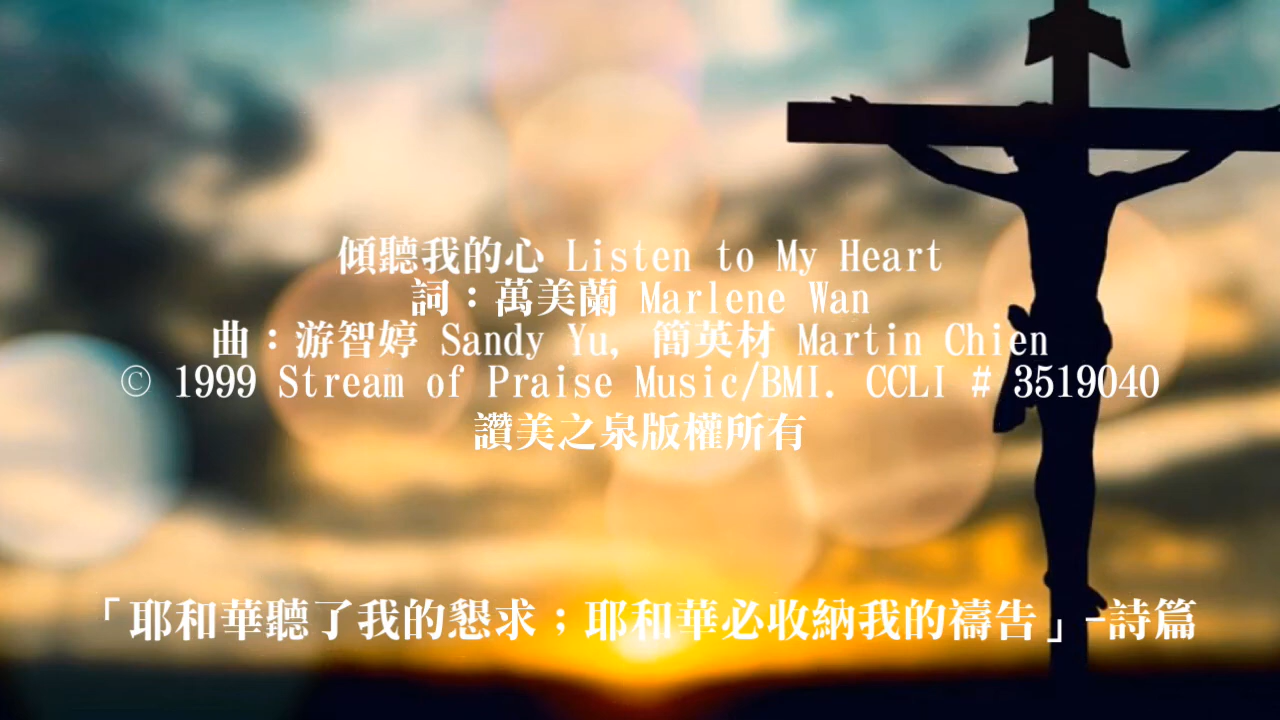 傾聽我的心 Listen to My Heart
詞：萬美蘭 Marlene Wan
曲：游智婷 Sandy Yu, 簡英材 Martin Chien
© 1999 Stream of Praise Music/BMI. CCLI # 3519040
讚美之泉版權所有
「耶和華聽了我的懇求；耶和華必收納我的禱告」-詩篇